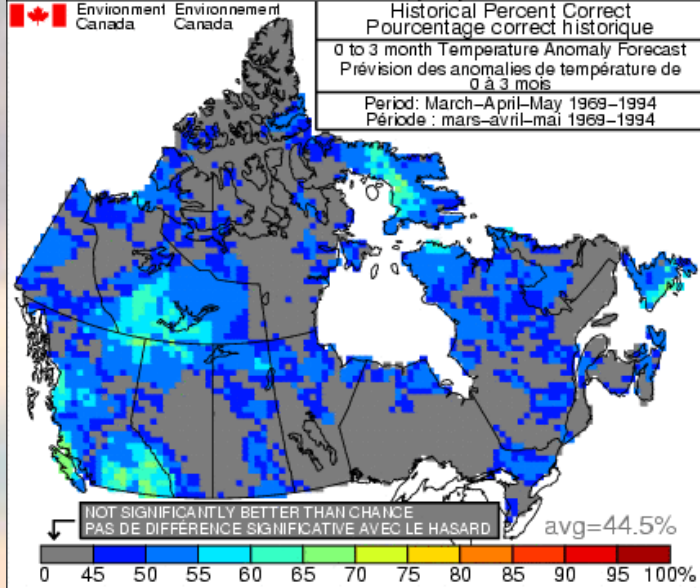 Environment Environnement
Canada Canada
Historical Percent Correct
Pourcentage correct historique
0 to 3 month Temperature Anomaly Forecast
Prévision des anomalies de température de
0 à 3 mois
Period: March-April-May 1969-1994
Période : mars-avril-mai 1969-1994
NOT SIGNIFICANTLY BETTER THAN CHANCE
PAS DE DIFFÉRENCE SIGNIFICATIVE AVEC LE HASARD
avg=44.5%
0 45 50 55 60 65 70 75 80 85 90 95 100%